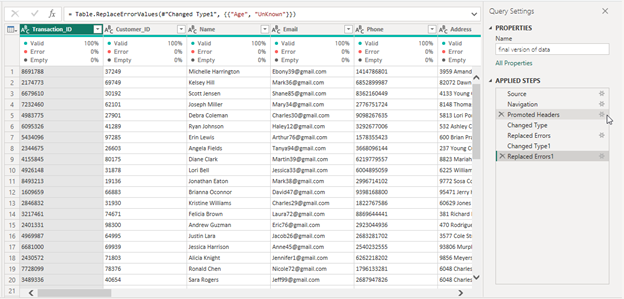 = Table.ReplaceErrorValues(#"Changed Type1", {{"Age", "Unknown"}})
Query Settings
Transaction_ID Customer_ID Name Email Phone Address
PROPERTIES
Name
final version of data
All Properties
APPLIED STEPS
Source
Navigation
Promoted Headers
Changed Type
Replaced Errors
Changed Type1
Replaced Errors1
Valid 100% Valid 100% Valid 100% Valid 100% Valid 100% Valid
Error 0% Error 0% Error 0% Error 0% Error 0% Error
Empty 0% Empty 0% Empty 0% Empty 0% Empty 0% Empty
1 8691788 37249 Michelle Harrington Ebony39@gmail.com 1414786801 3959 Amand
2 2174773 69749 Kelsey Hill Mark36@gmail.com 6852899987 82072 Dawn
3 6679610 30192 Scott Jensen Shane85@gmail.com 8362160449 4133 Young
4 7232460 62101 Joseph Miller Mary34@gmail.com 2776751724 8148 Thoma
5 4983775 27901 Debra Coleman Charles30@gmail.com 9098267635 5813 Lori Po
6 6095326 41289 Ryan Johnson Haley12@gmail.com 3292677006 532 Ashley C
7 5434096 97285 Erin Lewis Arthur76@gmail.com 1578355423 600 Brian Pr
8 2344675 26603 Angela Fields Tanya94@gmail.com 3668096144 237 Young C
9 4155845 80175 Diane Clark Martin39@gmail.com 6219779557 8823 Mariah
10 4926148 31878 Lori Bell Jessica33@gmail.com 6004895059 6225 William
11 8493213 19136 Jonathan Eaton Mark38@gmail.com 2996714102 9772 Sosa Co
12 1609659 66883 Brianna Oconnor David47@gmail.com 9398168800 95471 Jerry H
13 2846832 31930 Kristine Williams Charles29@gmail.com 1822767586 60629 Jones
14 3217461 74671 Felicia Brown Laura72@gmail.com 8869644441 381 Richard
15 2401331 98300 Andrew Guzman Eric76@gmail.com 2923044936 470 Rodrigue
16 4969987 64995 Justin Lara Jacob26@gmail.com 2683281702 3577 Cole St
17 6681000 69939 Jessica Harrison Anne45@gmail.com 2540232555 93806 Murph
18 2430572 71803 Alicia Knight Jennifer1@gmail.com 6262218202 9856 Meyers
19 7728099 78376 Ronald Chen Nicole72@gmail.com 1796133281 6048 Charles
20 3489336 40654 Sara Rogers Jeff99@gmail.com 2687947826 6048 Charles
21